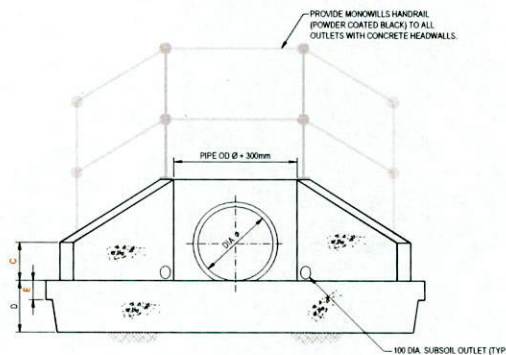 PROVIDE MONOWILLS HANDRAIL
(POWDER COATED BLACK) TO ALL
OUTLETS WITH CONCRETE HEADWALLS.
PIPE OD Ø + 300mm
DIA. Ø
C
E
D
100 DIA. SUBSOIL OUTLET (TYP